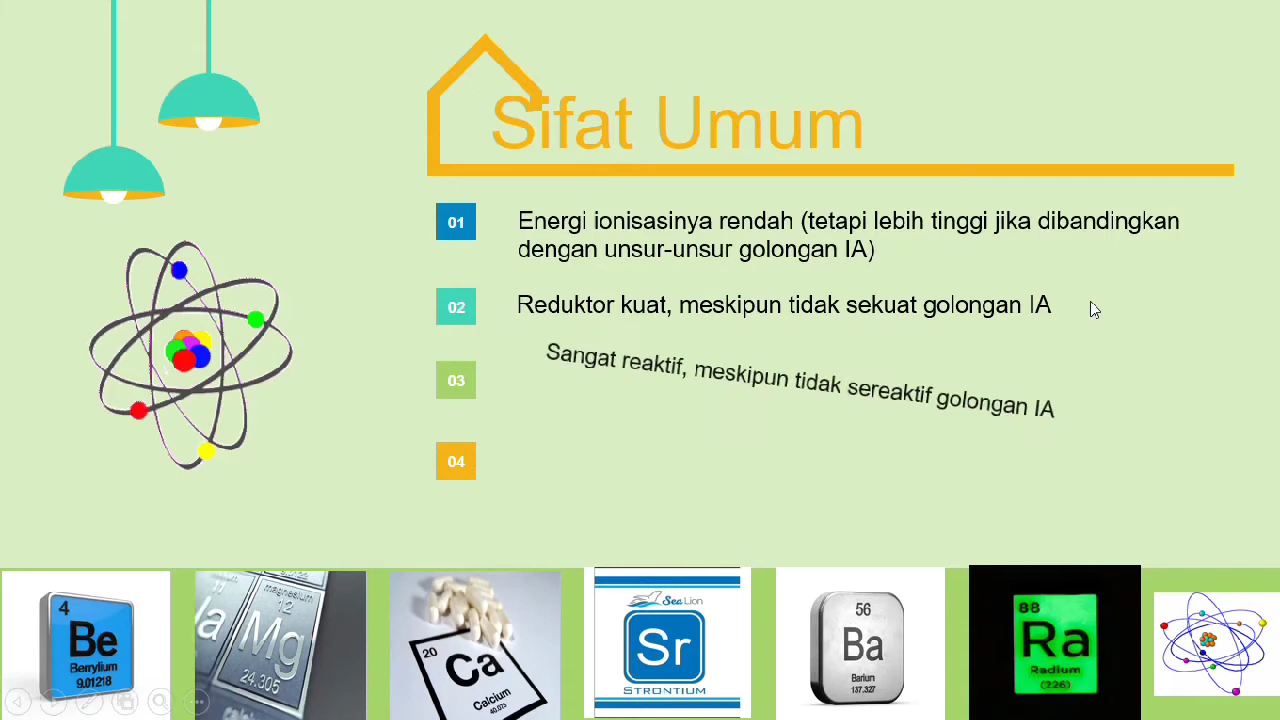 Sifat Umum
01
Energi ionisasinya rendah (tetapi lebih tinggi jika dibandingkan
dengan unsur-unsur golongan IA)
02
Reduktor kuat, meskipun tidak sekuat golongan IA
03
Sangat reaktif, meskipun tidak sereaktif golongan IA
04
4
Be
Berrylium
9.01218
11
magnesium
12
Mg
24.305
20
Ca
Calcium
Sea Lion
Sr
STRONTIUM
56
Ba
Bariun
137.327
88
Ra
Radium
(226)